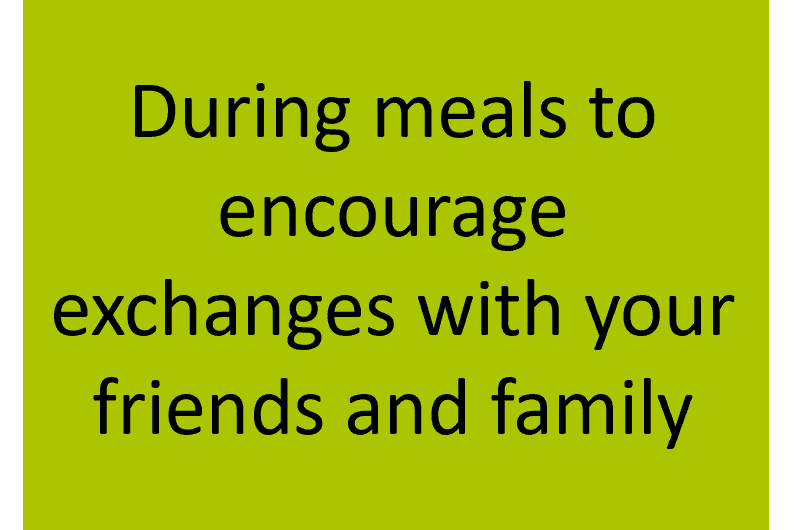 During meals to
encourage
exchanges with your
friends and family